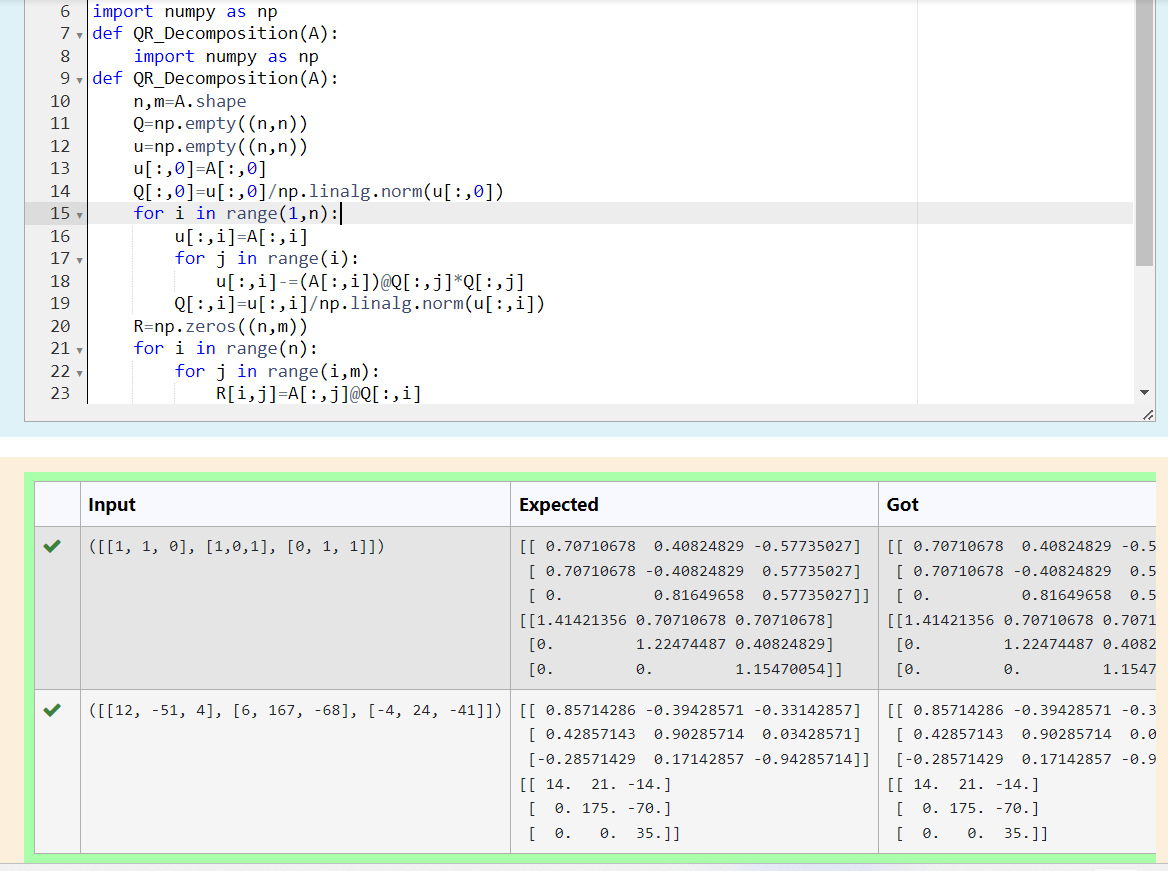 6 import numpy as np
7 def QR_Decomposition(A):
8     import numpy as np
9 def QR_Decomposition(A):
10     n,m=A.shape
11     Q=np.empty((n,n))
12     u=np.empty((n,n))
13     u[:,0]=A[:,0]
14     Q[:,0]=u[:,0]/np.linalg.norm(u[:,0])
15     for i in range(1,n):
16         u[:,i]=A[:,i]
17         for j in range(i):
18             u[:,i]-=(A[:,i])@Q[:,j]*Q[:,j]
19         Q[:,i]=u[:,i]/np.linalg.norm(u[:,i])
20     R=np.zeros((n,m))
21     for i in range(n):
22         for j in range(i,m):
23             R[i,j]=A[:,j]@Q[:,i]
Input Expected Got
([[1, 1, 0], [1,0,1], [0, 1, 1]]) [[ 0.70710678  0.40824829 -0.57735027] [[ 0.70710678  0.40824829 -0.5
[ 0.70710678 -0.40824829  0.57735027] [ 0.70710678 -0.40824829  0.5
[ 0.          0.81649658  0.57735027]] [ 0.          0.81649658  0.5
[[1.41421356 0.70710678 0.70710678] [[1.41421356 0.70710678 0.7071
[0.         1.22474487 0.40824829] [0.         1.22474487 0.4082
[0.         0.         1.15470054]] [0.         0.         1.1547
([[12, -51, 4], [6, 167, -68], [-4, 24, -41]]) [[ 0.85714286 -0.39428571 -0.33142857] [[ 0.85714286 -0.39428571 -0.3
[ 0.42857143  0.90285714  0.03428571] [ 0.42857143  0.90285714  0.0
[-0.28571429  0.17142857 -0.94285714]] [-0.28571429  0.17142857 -0.9
[[ 14.  21. -14.] [[ 14.  21. -14.]
[  0. 175. -70.] [  0. 175. -70.]
[  0.   0.  35.]] [  0.   0.  35.]]